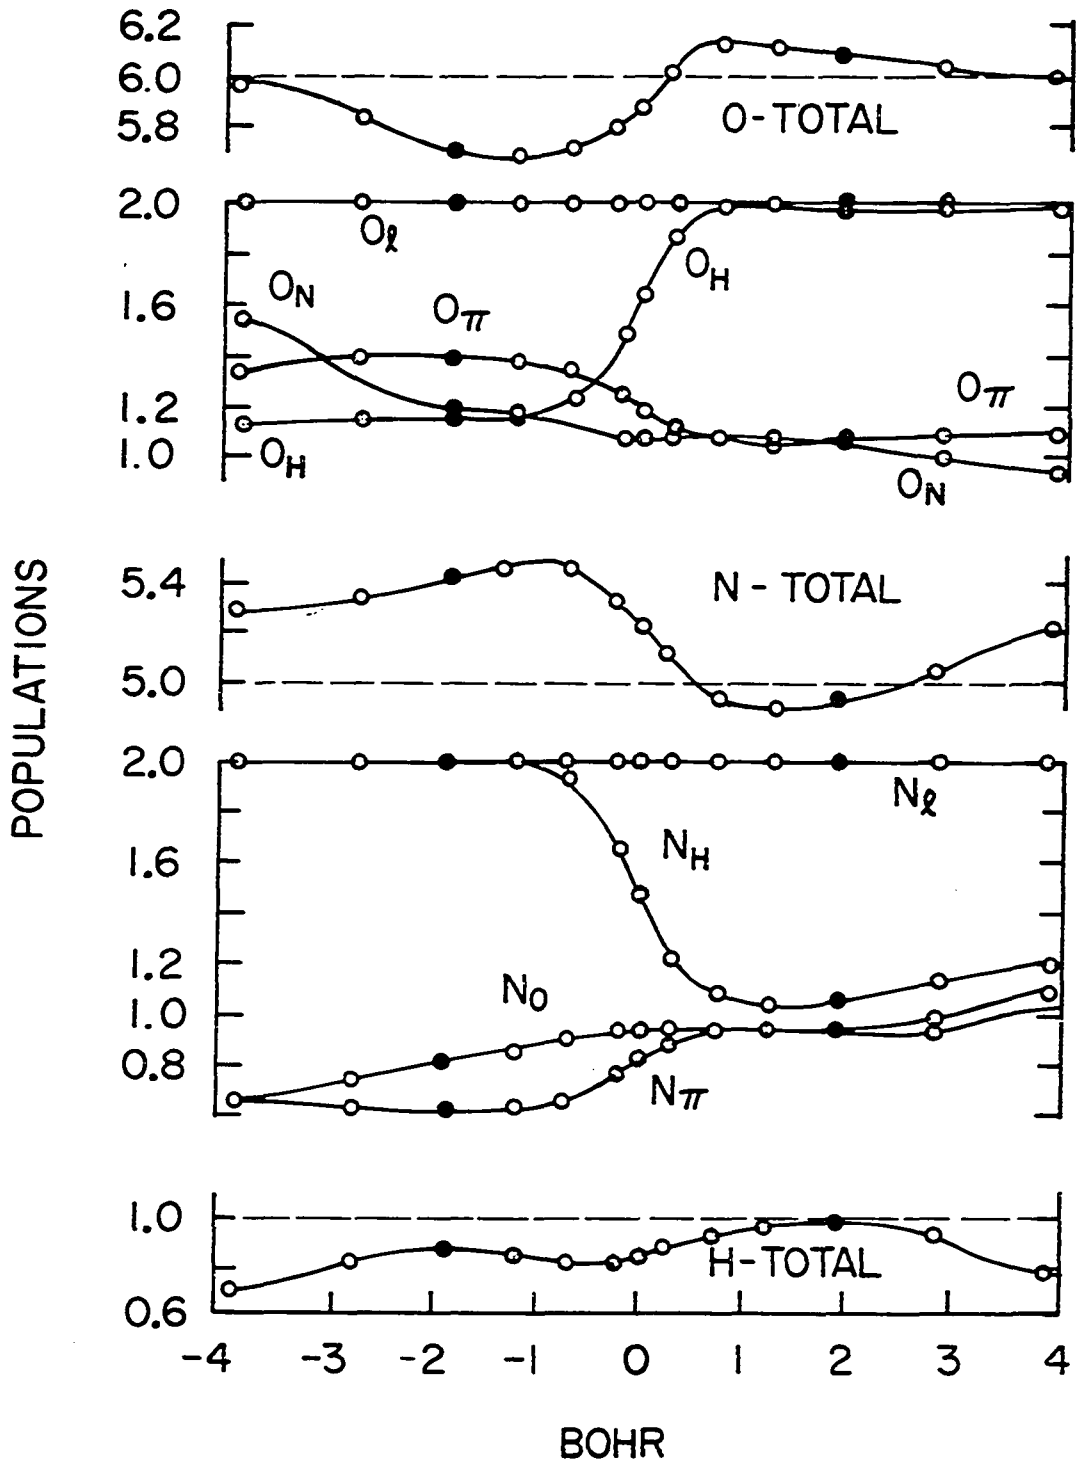 6.2
6.0
5.8
O-TOTAL
2.0
Oℓ
ON
Oπ
OH
1.6
Oπ
1.2
1.0
OH
ON
5.4
N - TOTAL
5.0
POPULATIONS
2.0
Nℓ
NH
1.6
1.2
NO
1.0
0.8
Nπ
1.0
H-TOTAL
0.6
-4 -3 -2 -1 0 1 2 3 4
BOHR